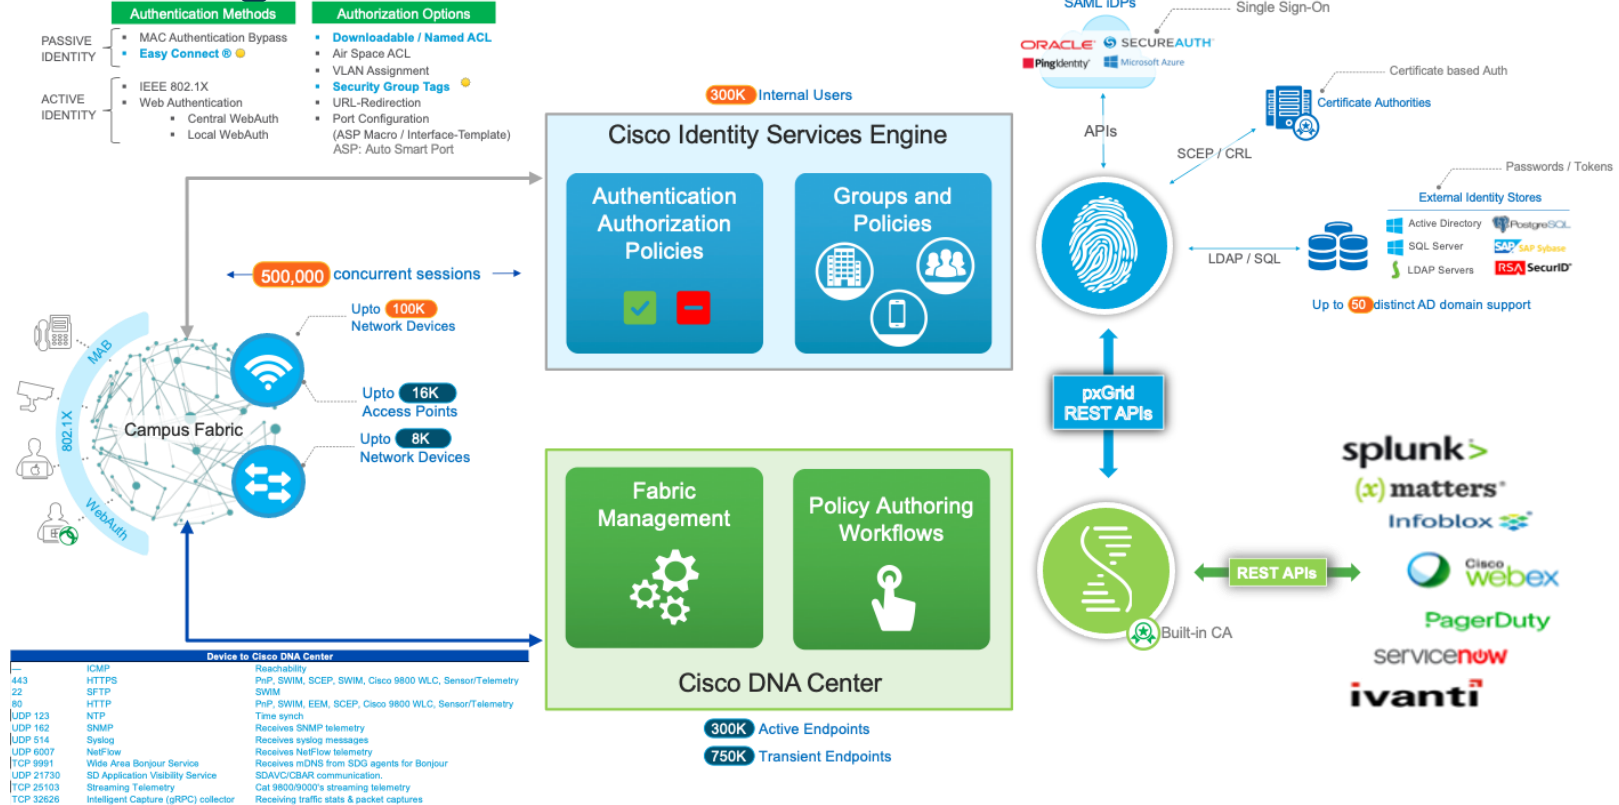 Authentication Methods
Authorization Options
PASSIVE
IDENTITY
MAC Authentication Bypass
Easy Connect ®
ACTIVE
IDENTITY
IEEE 802.1X
Web Authentication
Central WebAuth
Local WebAuth
Downloadable / Named ACL
Air Space ACL
VLAN Assignment
Security Group Tags
URL-Redirection
Port Configuration
(ASP Macro / Interface-Template)
ASP: Auto Smart Port
500,000 concurrent sessions
Upto 100K
Network Devices
Upto 16K
Access Points
Upto 8K
Network Devices
MAB
802.1X
WebAuth
Campus Fabric
300K Internal Users
Cisco Identity Services Engine
Authentication
Authorization
Policies
Groups and
Policies
Fabric
Management
Policy Authoring
Workflows
Cisco DNA Center
300K Active Endpoints
750K Transient Endpoints
SAML IDPs
Single Sign-On
ORACLE
SECUREAUTH
PingIdentity
Microsoft Azure
APIs
Certificate based Auth
Certificate Authorities
SCEP / CRL
Passwords / Tokens
External Identity Stores
Active Directory
PostgreSQL
SQL Server
SAP SAP Sybase
LDAP Servers
RSA SecurID
LDAP / SQL
Up to 50 distinct AD domain support
pxGrid
REST APIs
Built-in CA
REST APIs
splunk>
(x)matters
Infoblox
Cisco
webex
PagerDuty
servicenow
ivanti
Device to Cisco DNA Center
— ICMP Reachability
443 HTTPS PnP, SWIM, SCEP, SWIM, Cisco 9800 WLC, Sensor/Telemetry
22 SFTP SWIM
80 HTTP PnP, SWIM, EEM, SCEP, Cisco 9800 WLC, Sensor/Telemetry
UDP 123 NTP Time synch
UDP 162 SNMP Receives SNMP telemetry
UDP 514 Syslog Receives syslog messages
UDP 6007 NetFlow Receives NetFlow telemetry
TCP 9991 Wide Area Bonjour Service Receives mDNS from SDG agents for Bonjour
UDP 21730 SD Application Visibility Service SDAVC/CBAR communication.
TCP 25103 Streaming Telemetry Cat 9800/9000's streaming telemetry
TCP 32626 Intelligent Capture (gRPC) collector Receiving traffic stats & packet captures